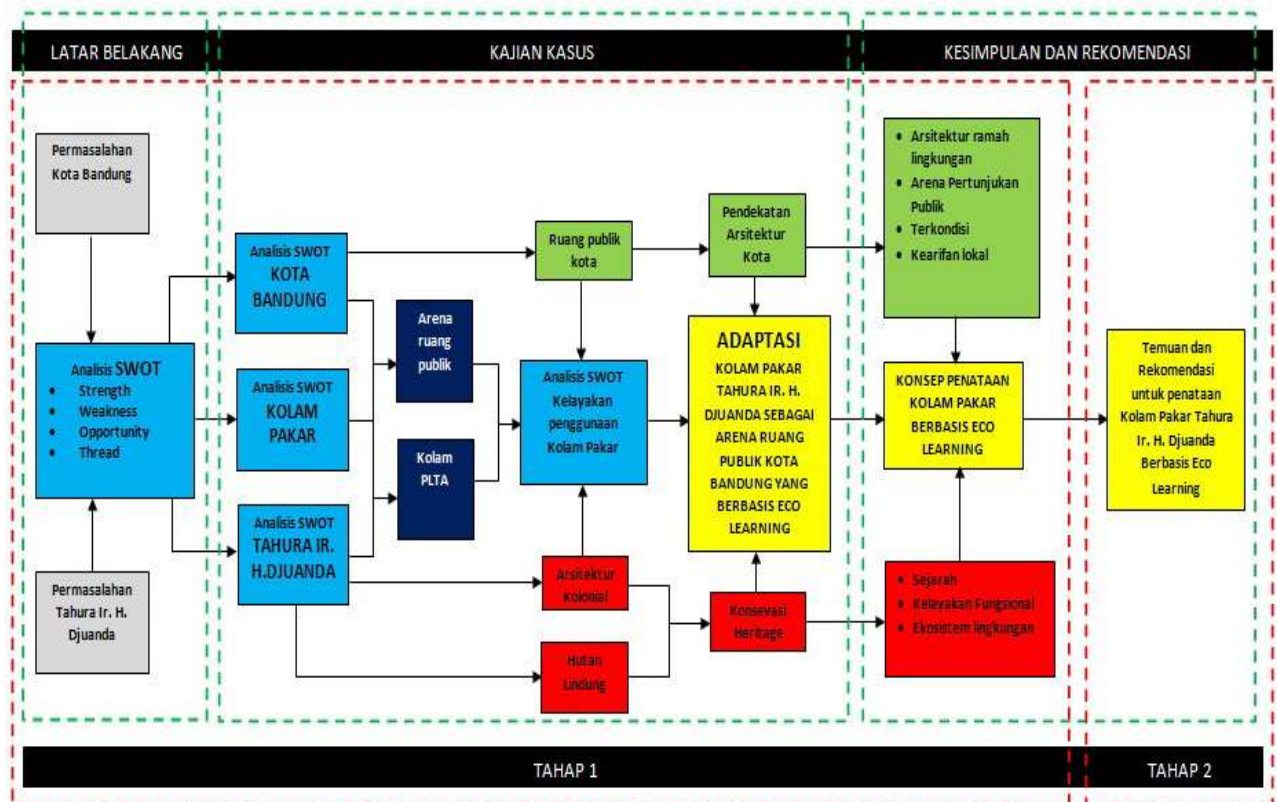 LATAR BELAKANG
KAJIAN KASUS
KESIMPULAN DAN REKOMENDASI
Permasalahan
Kota Bandung
Analisis SWOT
• Strength
• Weakness
• Opportunity
• Thread
Permasalahan
Tahura Ir. H.
Djuanda
Analisis SWOT
KOTA
BANDUNG
Analisis SWOT
KOLAM
PAKAR
Analisis SWOT
TAHURA IR.
H.DJUANDA
Arena
ruang
publik
Kolam
PLTA
Ruang publik
kota
Analisis SWOT
Kelayakan
penggunaan
Kolam Pakar
Arsitektur
Kolonial
Hutan
Lindung
Pendekatan
Arsitektur
Kota
ADAPTASI
KOLAM PAKAR
TAHURA IR. H.
DJUANDA SEBAGAI
ARENA RUANG
PUBLIK KOTA
BANDUNG YANG
BERBASIS ECO
LEARNING
Konsevasi
Heritage
• Arsitektur ramah
lingkungan
• Arena Pertunjukan
Publik
• Terkondisi
• Kearifan lokal
KONSEP PENATAAN
KOLAM PAKAR
BERBASIS ECO
LEARNING
• Sejarah
• Kelayakan Fungsional
• Ekosistem lingkungan
Temuan dan
Rekomendasi
untuk penataan
Kolam Pakar Tahura
Ir. H. Djuanda
Berbasis Eco
Learning
TAHAP 1
TAHAP 2